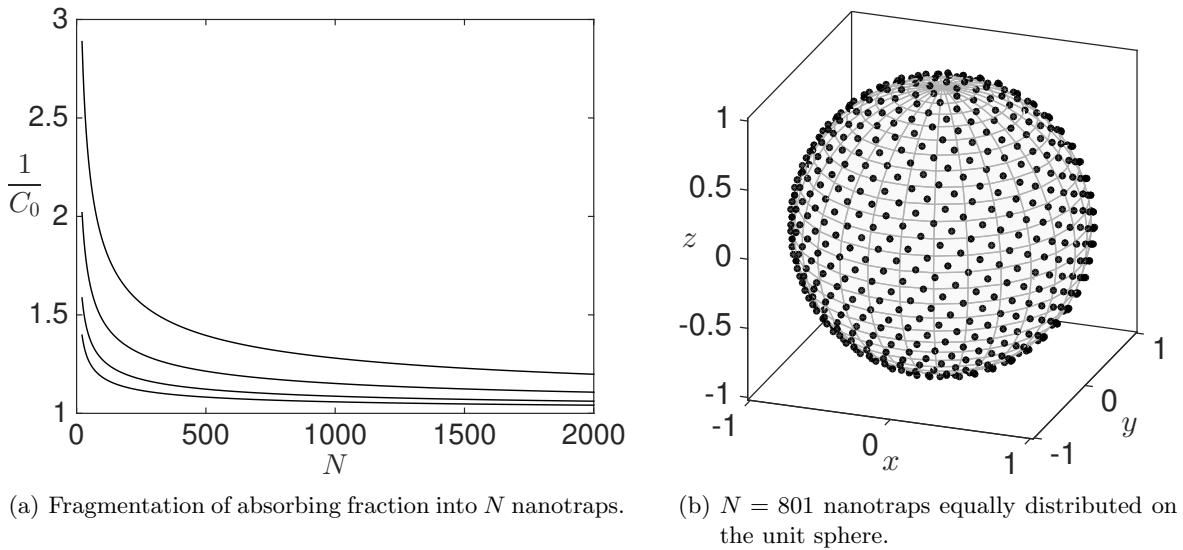 3
2.5
1
C₀
2
1.5
1
0
500
1000
1500
2000
N
(a) Fragmentation of absorbing fraction into N nanotraps.
1
0.5
z
0
-0.5
-1
-1
0
x
1
-1
0
y
1
(b) N = 801 nanotraps equally distributed on
the unit sphere.